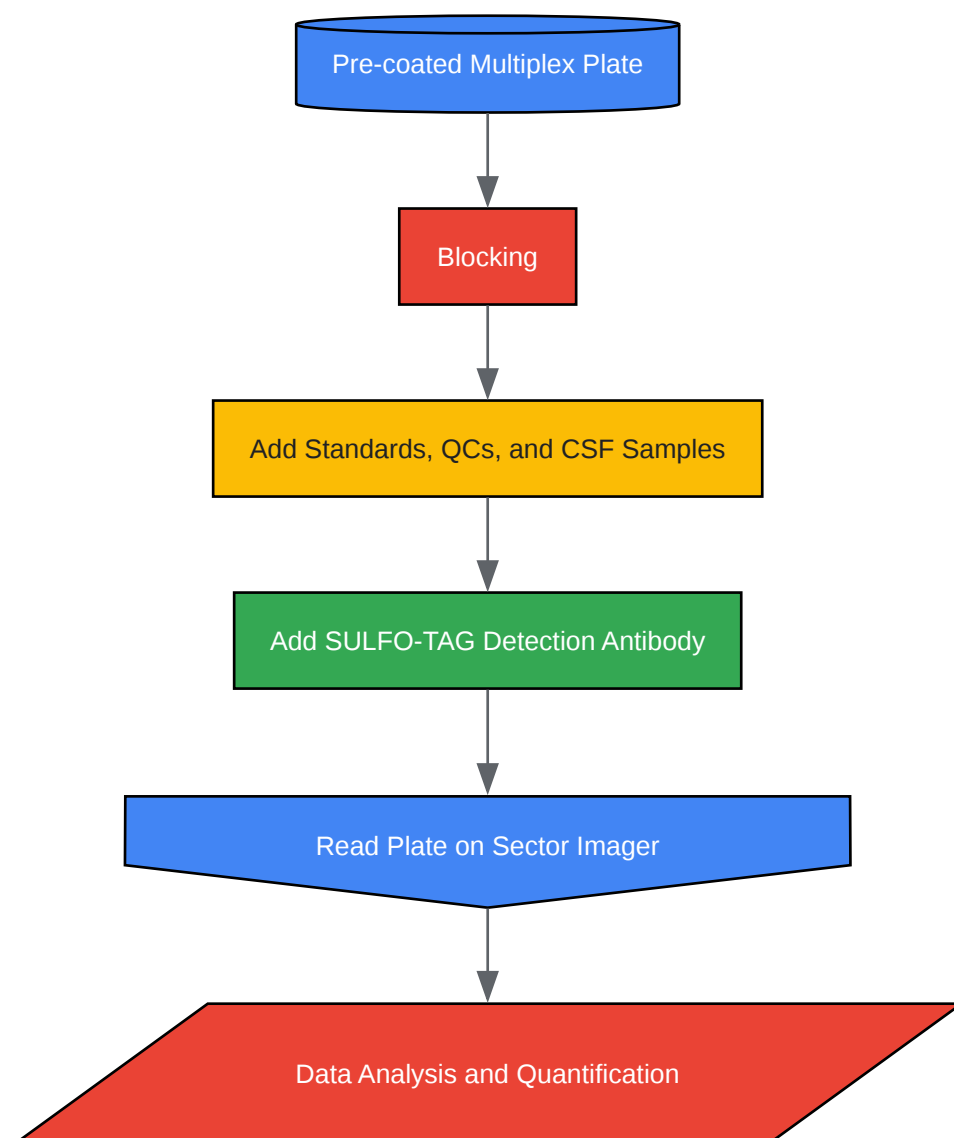 Pre-coated Multiplex Plate
Blocking
Add Standards, QCs, and CSF Samples
Add SULFO-TAG Detection Antibody
Read Plate on Sector Imager
Data Analysis and Quantification